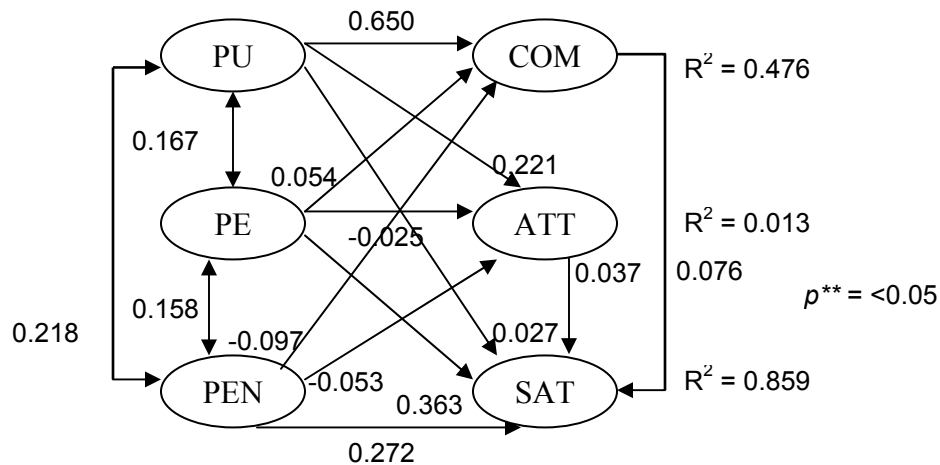 0.650
PU
COM
R² = 0.476
0.167
0.054
0.221
PE
ATT
R² = 0.013
-0.025
0.037
0.076
p** = <0.05
0.218
0.158
-0.097
0.027
-0.053
PEN
SAT
R² = 0.859
0.363
0.272